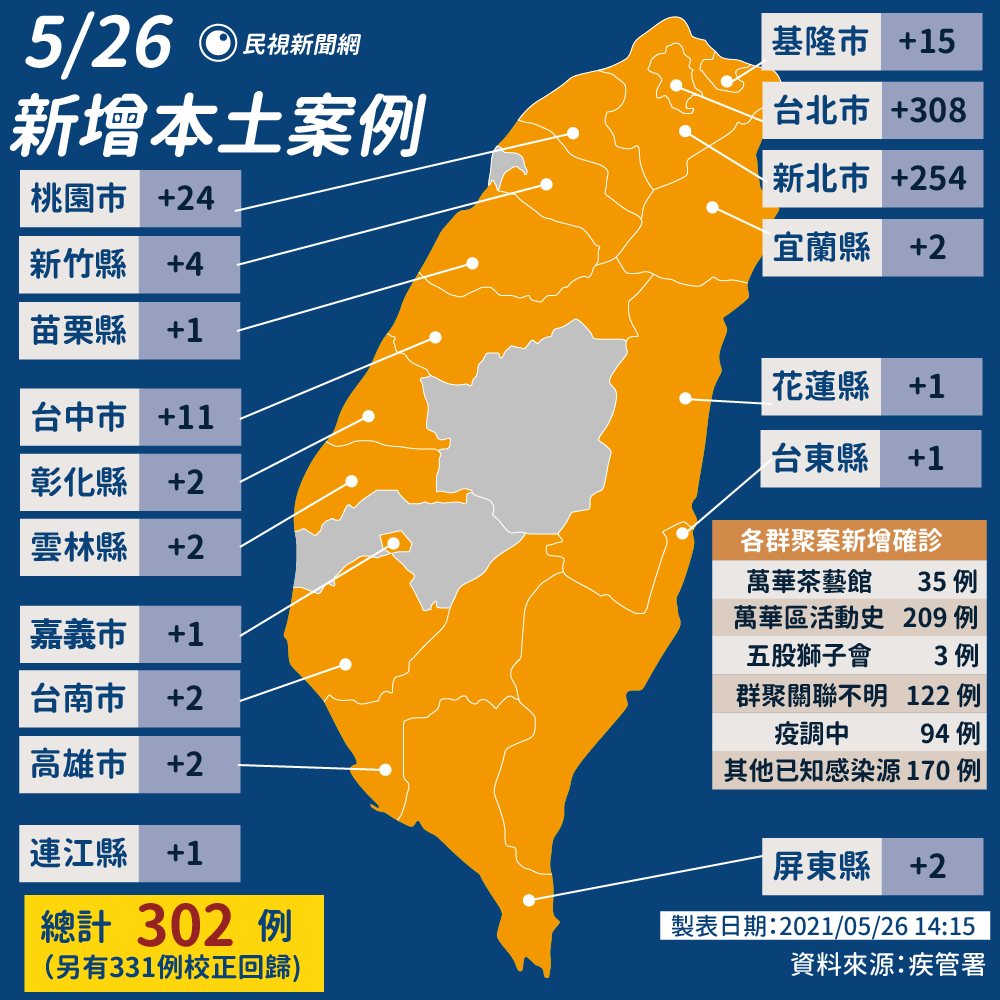 5/26
民視新聞網
新增本土案例
桃園市 +24
新竹縣 +4
苗栗縣 +1
台中市 +11
彰化縣 +2
雲林縣 +2
嘉義市 +1
台南市 +2
高雄市 +2
連江縣 +1
總計 302 例
(另有331例校正回歸)
基隆市 +15
台北市 +308
新北市 +254
宜蘭縣 +2
花蓮縣 +1
台東縣 +1
各群聚案新增確診
萬華茶藝館 35 例
萬華區活動史 209 例
五股獅子會 3 例
群聚關聯不明 122 例
疫調中 94 例
其他已知感染源 170 例
屏東縣 +2
製表日期:2021/05/26 14:15
資料來源:疾管署